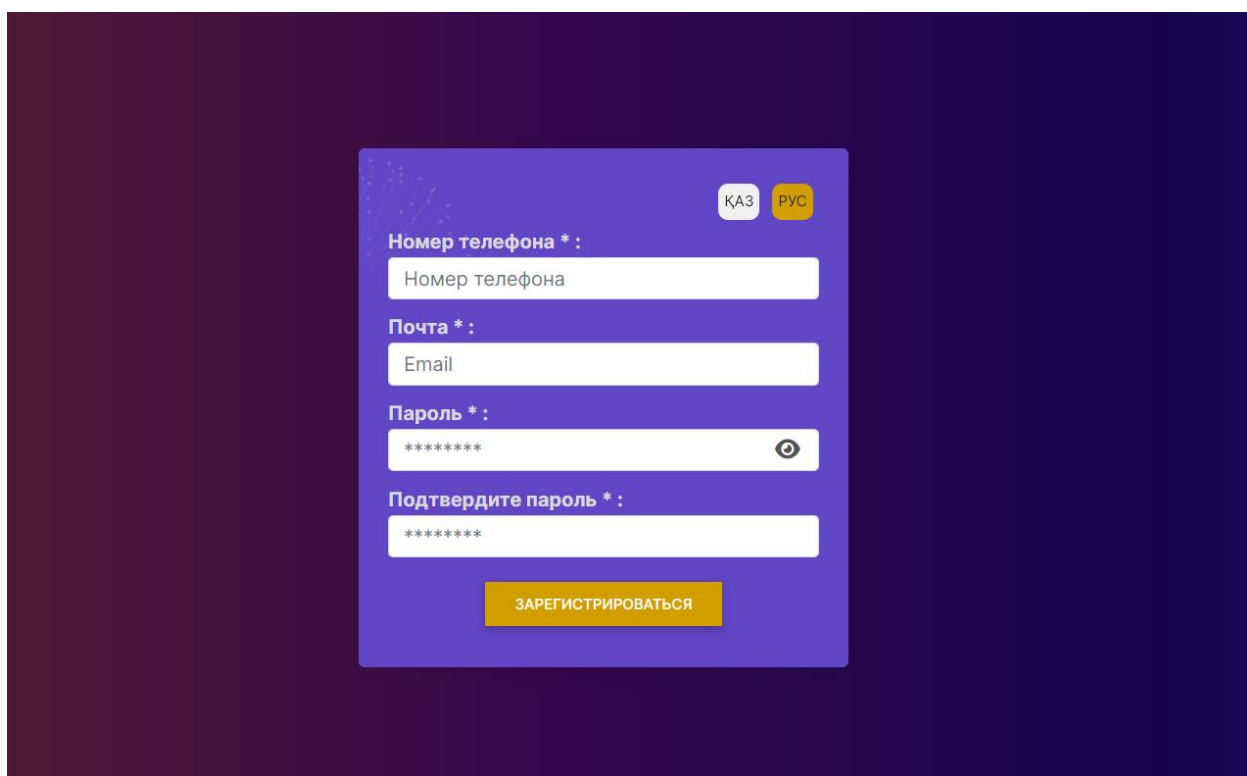 ҚАЗ РУС
Номер телефона * :
Номер телефона
Почта * :
Email
Пароль * :
********
Подтвердите пароль * :
********
ЗАРЕГИСТРИРОВАТЬСЯ